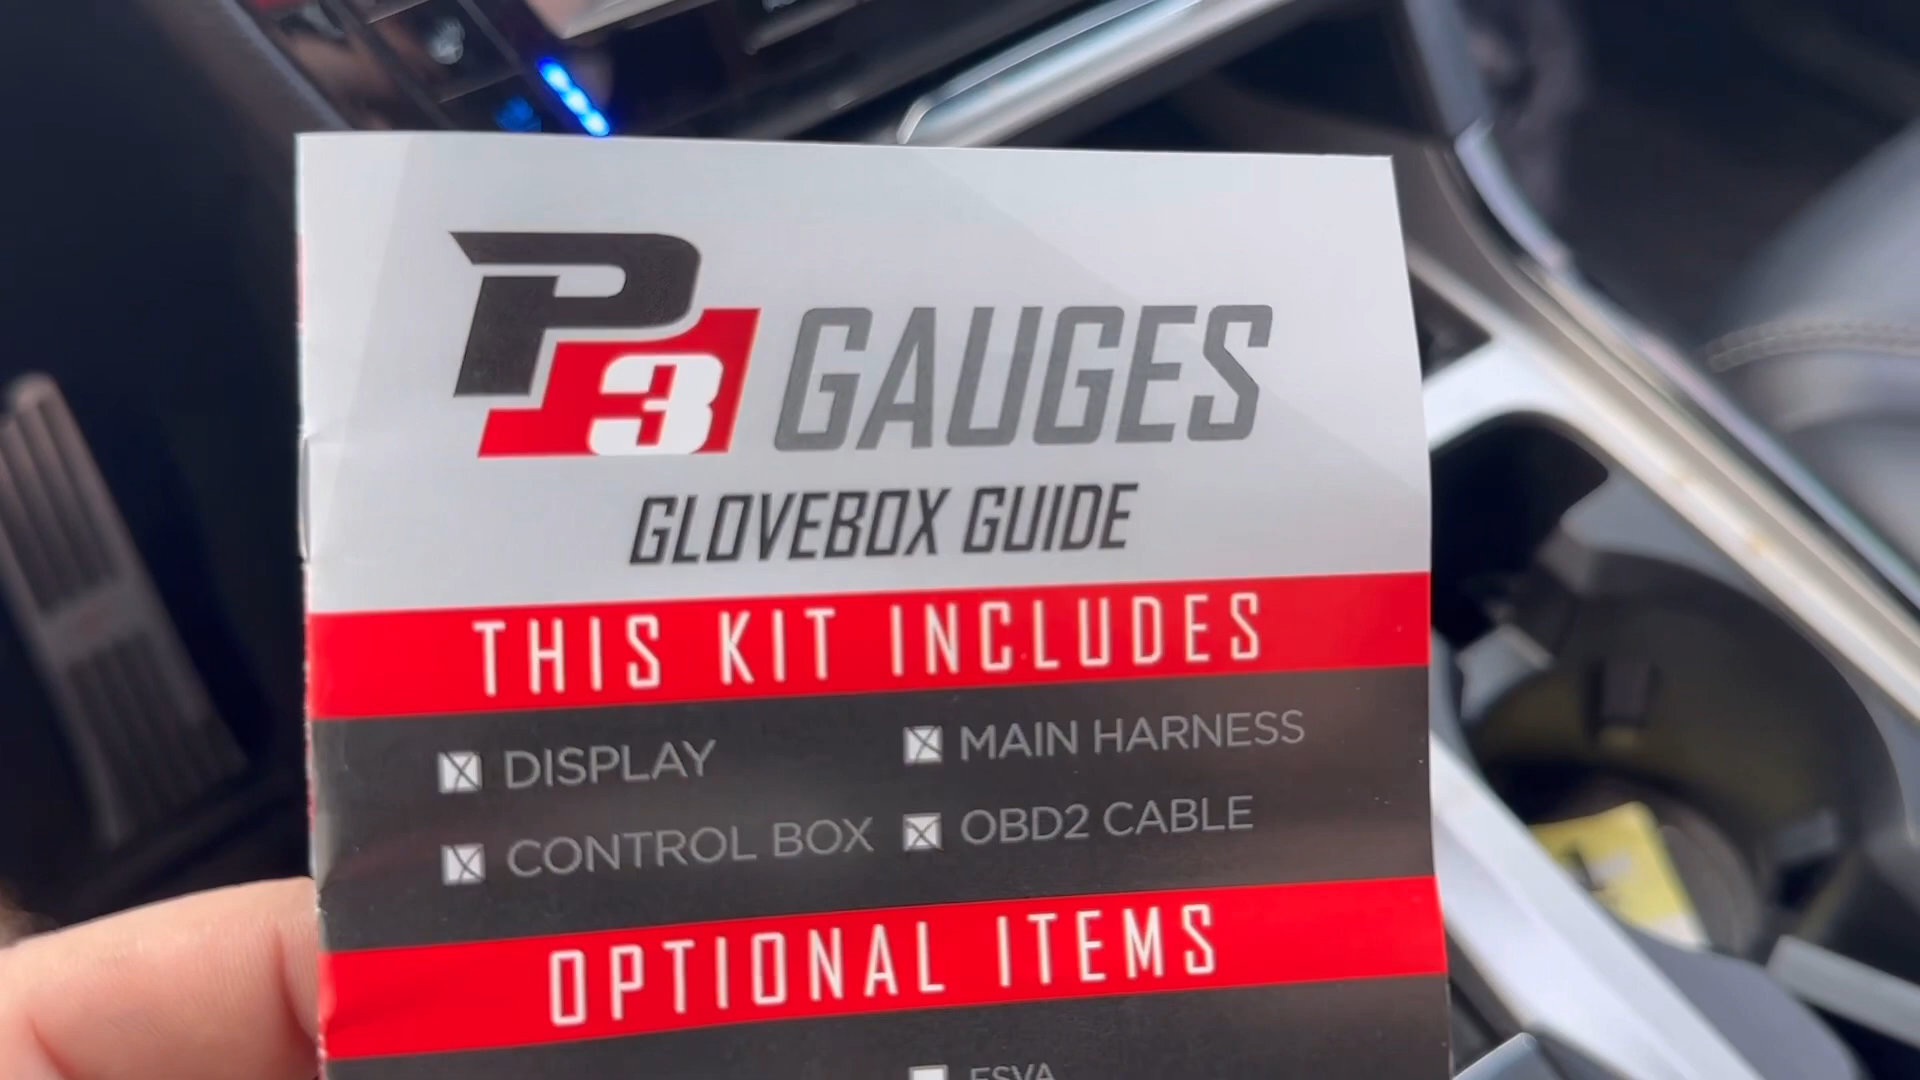 P3 GAUGES
GLOVEBOX GUIDE
THIS KIT INCLUDES
DISPLAY
MAIN HARNESS
CONTROL BOX
OBD2 CABLE
OPTIONAL ITEMS